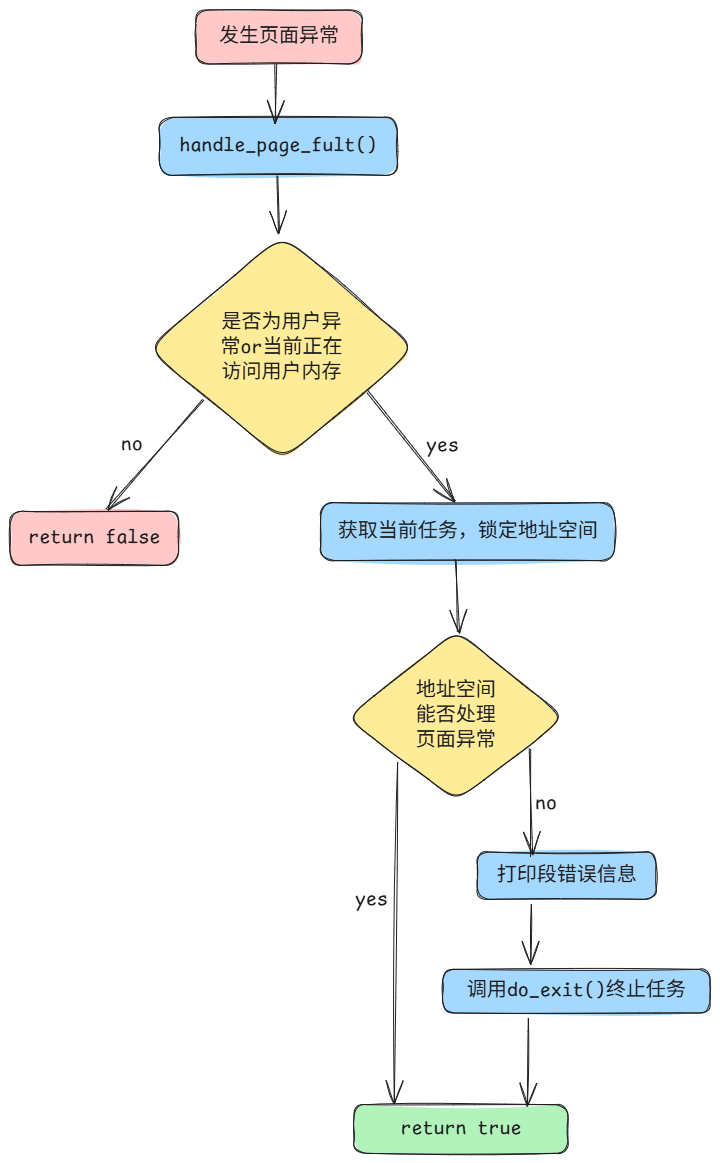 发生页面异常
handle_page_fult()
是否为用户异
常or当前正在
访问用户内存
no
yes
return false
获取当前任务，锁定地址空间
地址空间
能否处理
页面异常
no
打印段错误信息
yes
调用do_exit()终止任务
return true